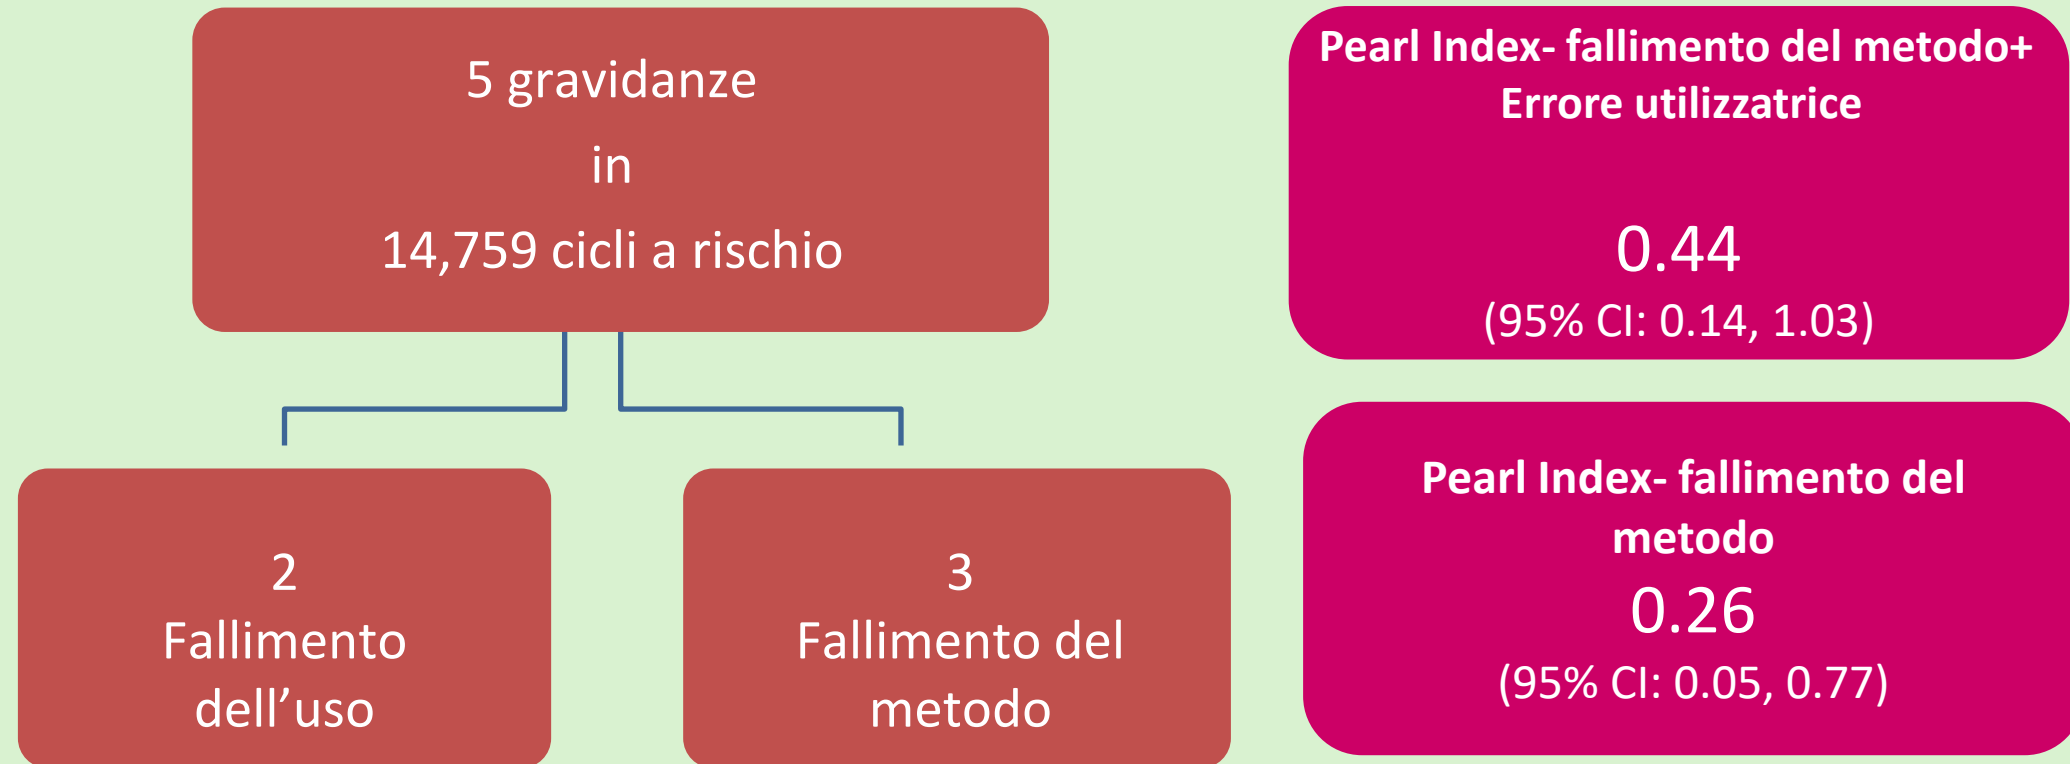 5 gravidanze
in
14,759 cicli a rischio
2
Fallimento
dell’uso
3
Fallimento del
metodo
Pearl Index- fallimento del metodo+
Errore utilizzatrice
0.44
(95% CI: 0.14, 1.03)
Pearl Index- fallimento del
metodo
0.26
(95% CI: 0.05, 0.77)